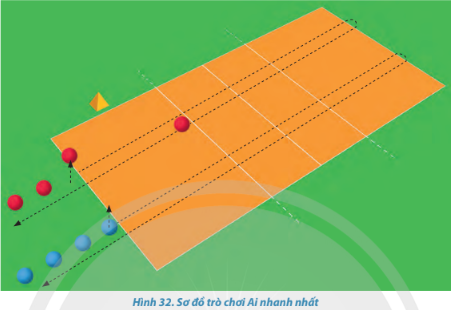 Hình 32. Sơ đồ trò chơi Ai nhanh nhất